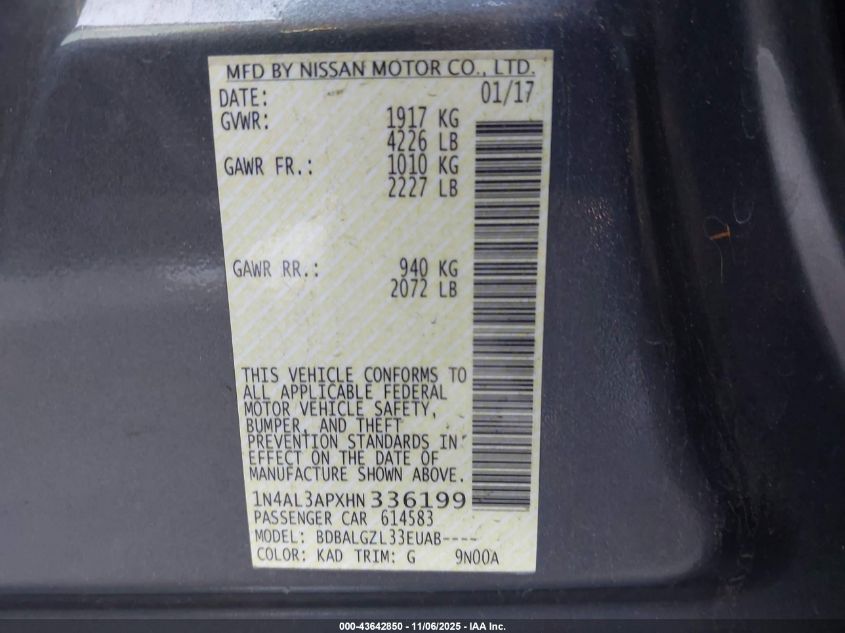 MFD BY NISSAN MOTOR CO., LTD.
DATE: 01/17
GVWR: 1917 KG
4226 LB
GAWR FR.: 1010 KG
2227 LB
GAWR RR.: 940 KG
2072 LB
THIS VEHICLE CONFORMS TO
ALL APPLICABLE FEDERAL
MOTOR VEHICLE SAFETY,
BUMPER, AND THEFT
PREVENTION STANDARDS IN
EFFECT ON THE DATE OF
MANUFACTURE SHOWN ABOVE.
1N4AL3APXHN336199
PASSENGER CAR 614583
MODEL: BDBALGZL33EUAB----
COLOR: KAD TRIM: G 9N00A
000-43642850 - 11/06/2025 - IAA Inc.